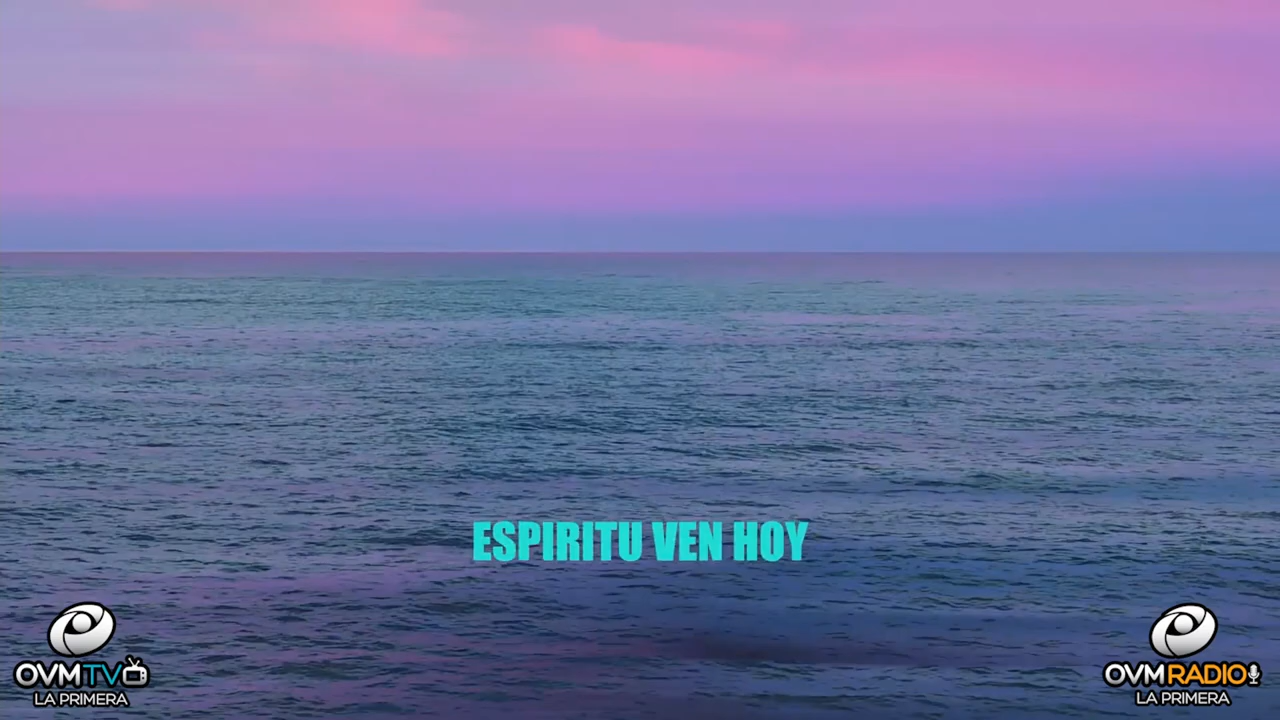 ESPIRITU VEN HOY
OVMTV
LA PRIMERA
OVMRADIO
LA PRIMERA